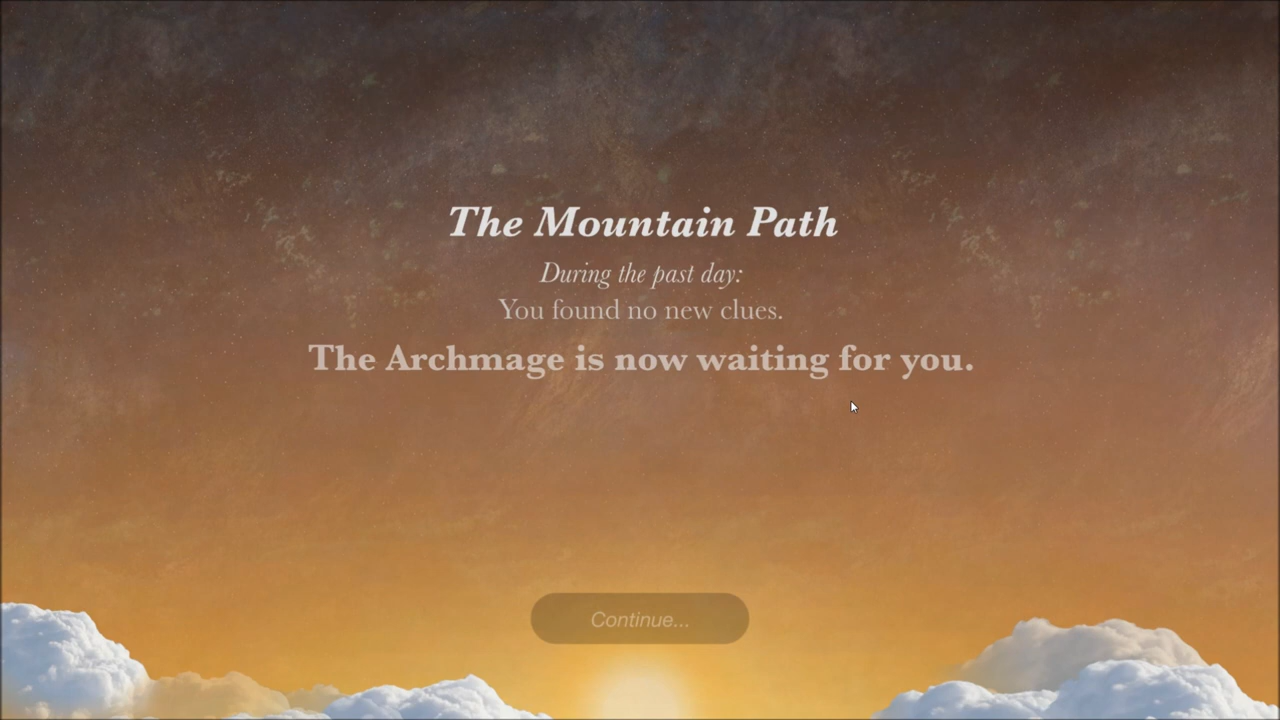 The Mountain Path
During the past day:
You found no new clues.
The Archmage is now waiting for you.
Continue...